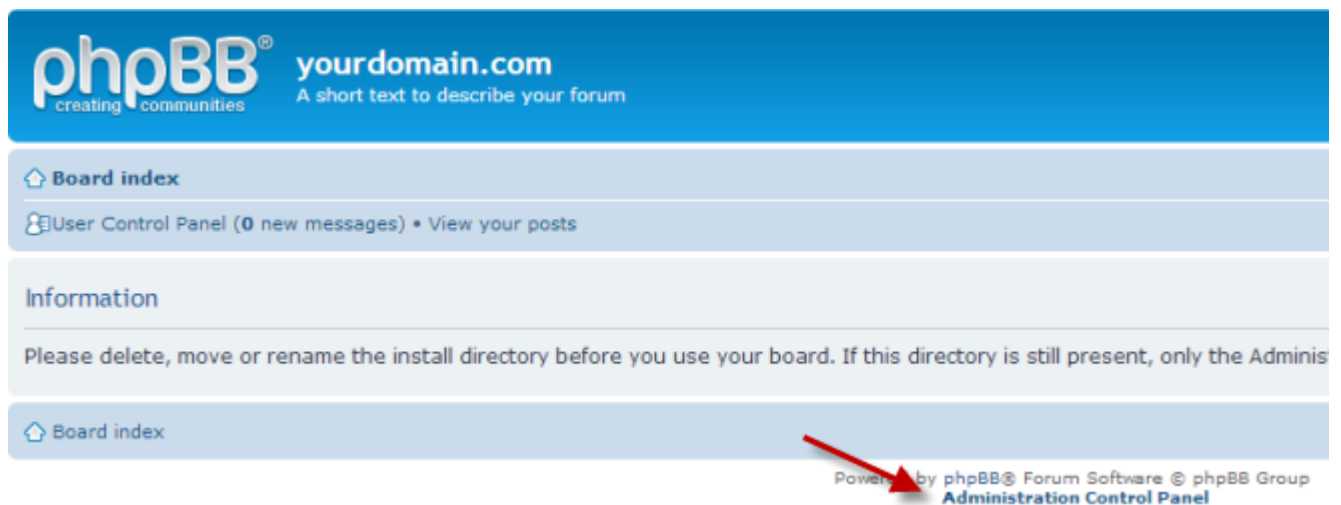 phpBB®
creating communities
yourdomain.com
A short text to describe your forum
Board index
User Control Panel (0 new messages) • View your posts
Information
Please delete, move or rename the install directory before you use your board. If this directory is still present, only the Adminis
Board index
Powered by phpBB® Forum Software © phpBB Group
Administration Control Panel